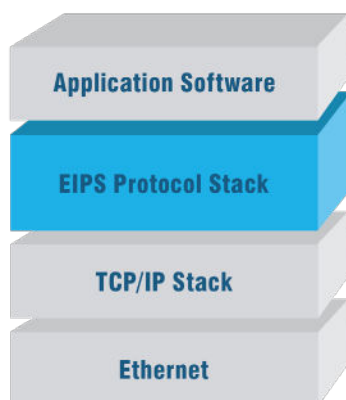 Application Software
EIPS Protocol Stack
TCP/IP Stack
Ethernet